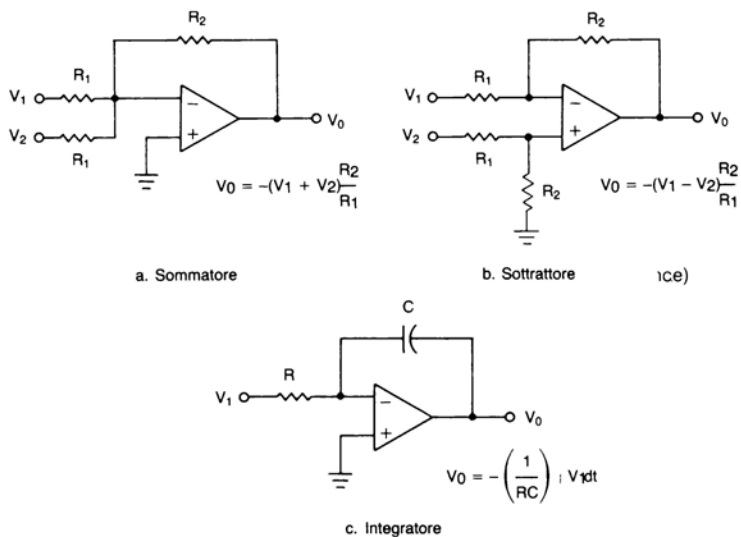 R2
R1
V1
V2
R1
−
+
V0
V0 = −(V1 + V2) R2/R1
a. Sommatore
R2
R1
V1
V2
R1
−
+
V0
R2
V0 = −(V1 − V2) R2/R1
b. Sottrattore
C
R
V1
−
+
V0
V0 = −(1/RC) V1dt
c. Integratore